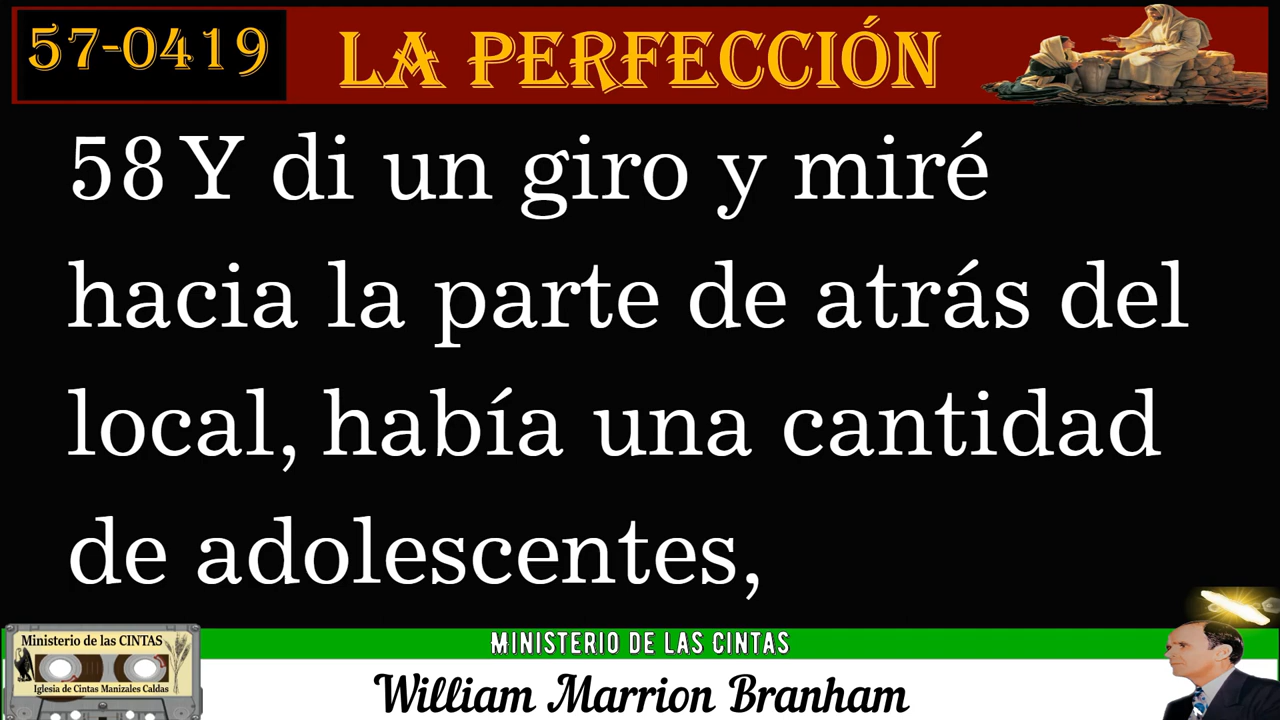 57-0419
LA PERFECCIÓN
58 Y di un giro y miré
hacia la parte de atrás del
local, había una cantidad
de adolescentes,
MINISTERIO DE LAS CINTAS
Ministerio de las CINTAS
Iglesia de Cintas Manizales Caldas
William Marrion Branham